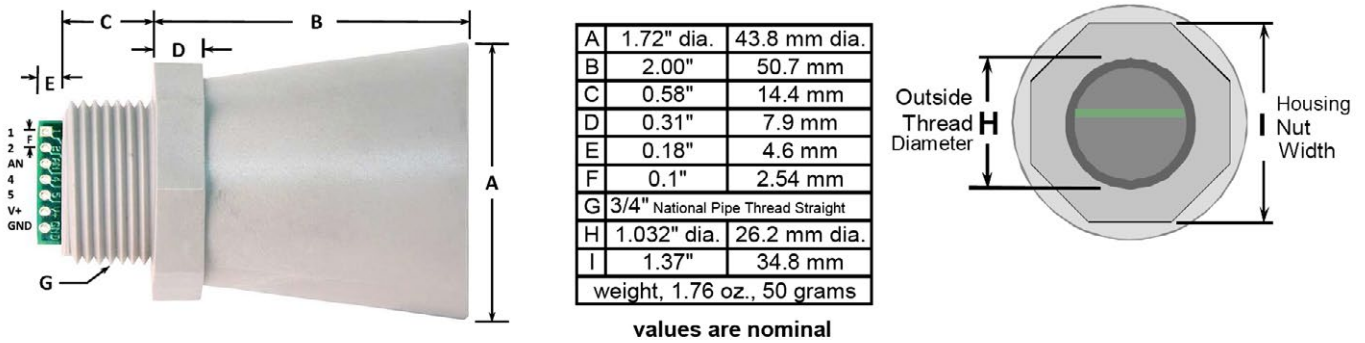 C
B
D
E
1
2
AN
4
5
V+
GND
F
A
G
A 1.72" dia. 43.8 mm dia.
B 2.00" 50.7 mm
C 0.58" 14.4 mm
D 0.31" 7.9 mm
E 0.18" 4.6 mm
F 0.1" 2.54 mm
G 3/4" National Pipe Thread Straight
H 1.032" dia. 26.2 mm dia.
I 1.37" 34.8 mm
weight, 1.76 oz., 50 grams
values are nominal
Outside
Thread
Diameter
H
I
Housing
Nut
Width